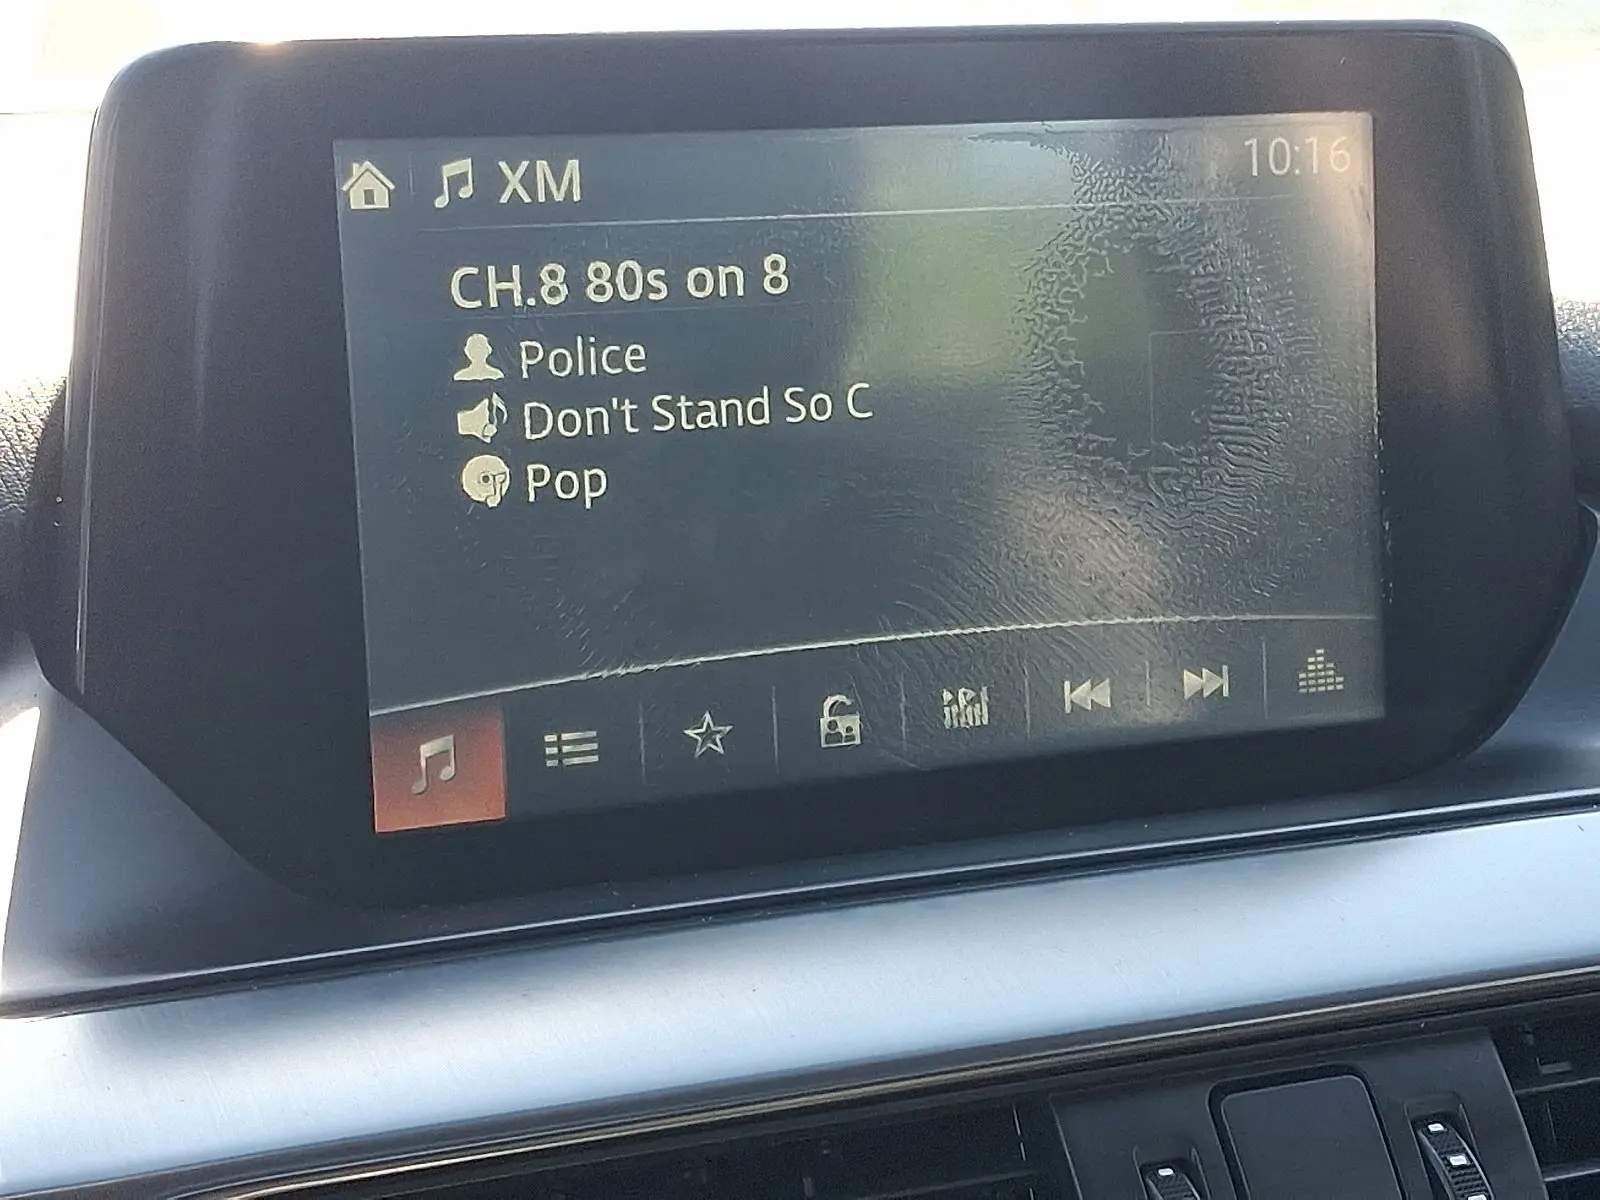 XM 10:16
CH.8 80s on 8
Police
Don't Stand So C
Pop